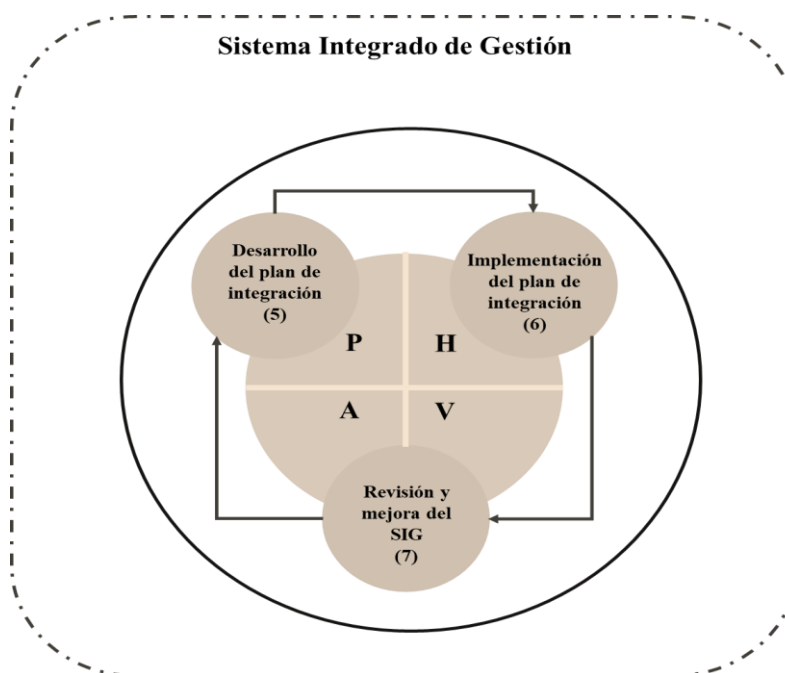 Sistema Integrado de Gestión
Desarrollo
del plan de
integración
(5)
Implementación
del plan de
integración
(6)
P
H
A
V
Revisión y
mejora del
SIG
(7)